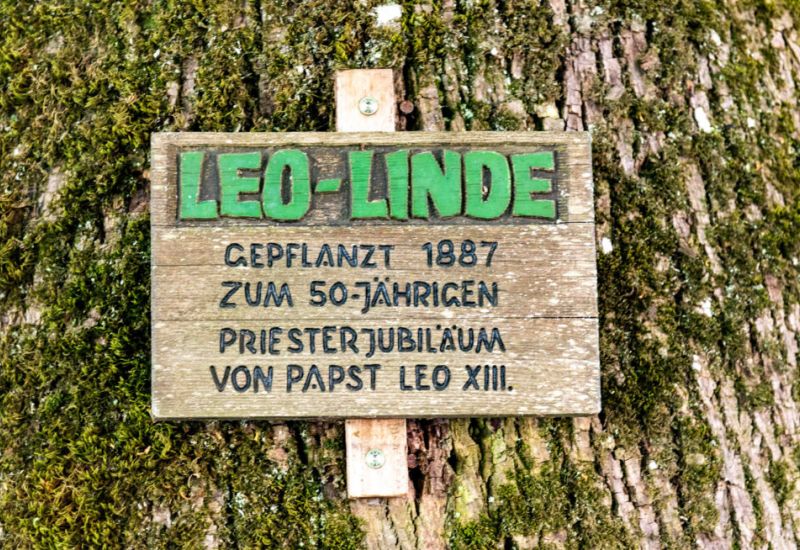 LEO-LINDE
GEPFLANZT 1887
ZUM 50-JÄHRIGEN
PRIESTERJUBILÄUM
VON PAPST LEO XIII.